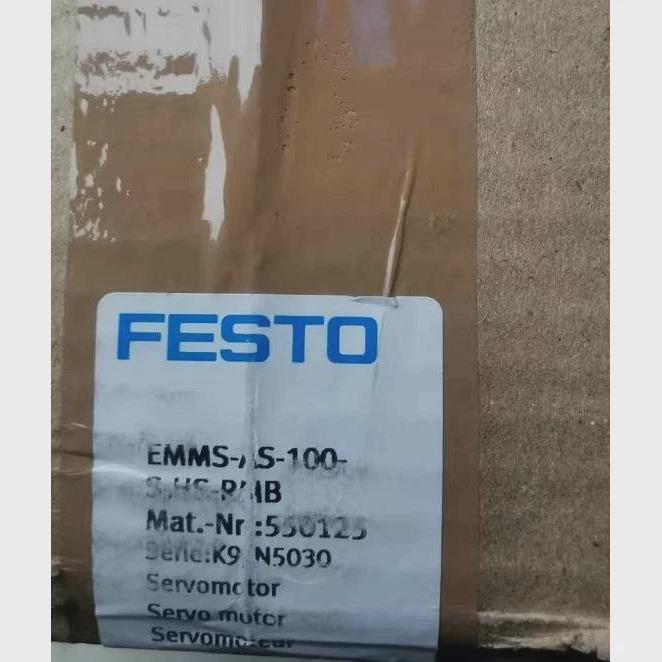 FESTO
EMMS-AS-100-
S-HS-RMB
Mat.-Nr.:550125
Serie:K9 N5030
Servomotor
Servo motor
Servomoteur